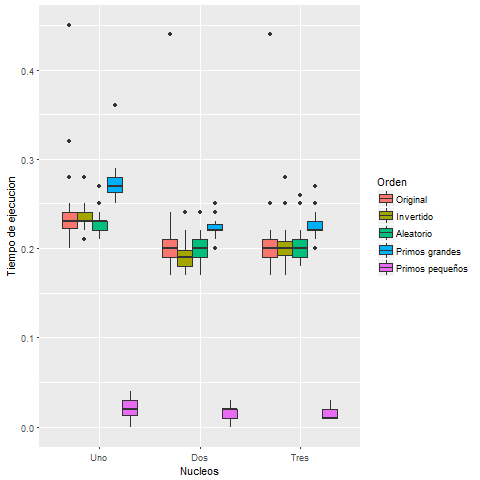 Tiempo de ejecucion
0.4
0.3
0.2
0.1
0.0
Uno
Dos
Tres
Nucleos
Orden
Original
Invertido
Aleatorio
Primos grandes
Primos pequeños